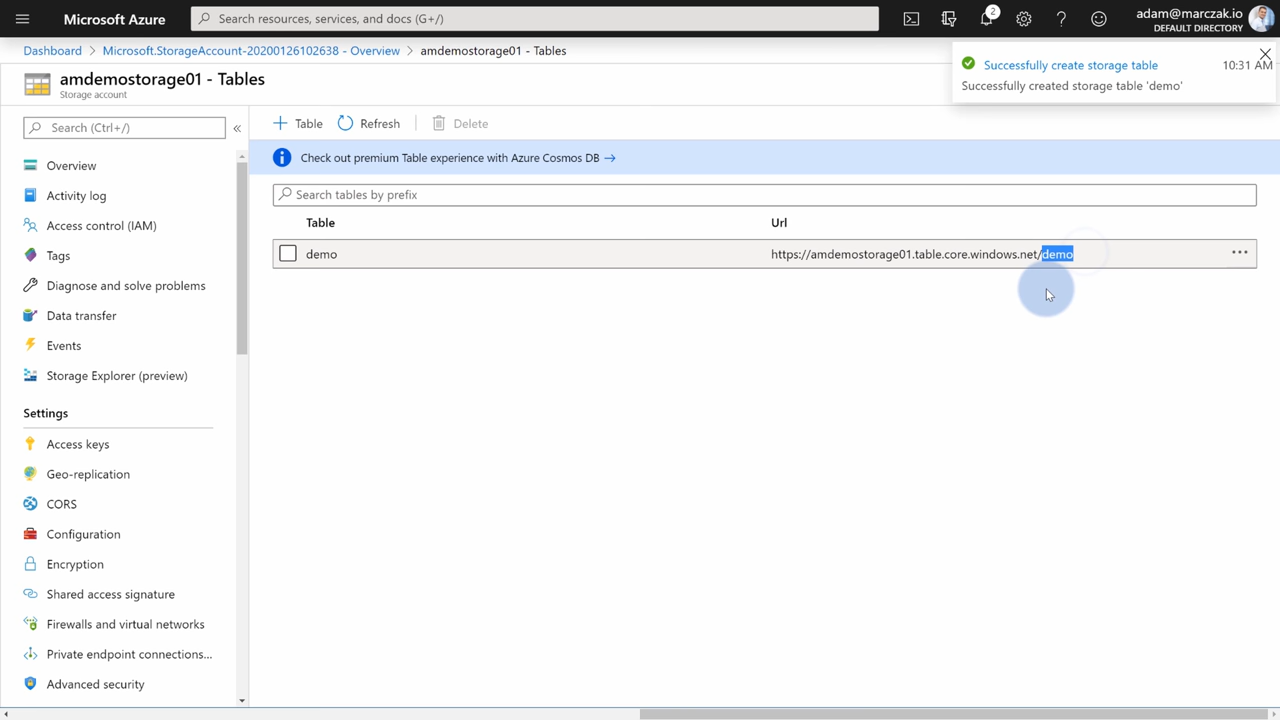 Microsoft Azure
Search resources, services, and docs (G+/)
2
adam@marczak.io
DEFAULT DIRECTORY
Dashboard > Microsoft.StorageAccount-20200126102638 - Overview > amdemostorage01 - Tables
amdemostorage01 - Tables
Storage account
Successfully create storage table 10:31 AM
Successfully created storage table 'demo'
Search (Ctrl+/) «
Overview
Activity log
Access control (IAM)
Tags
Diagnose and solve problems
Data transfer
Events
Storage Explorer (preview)
Settings
Access keys
Geo-replication
CORS
Configuration
Encryption
Shared access signature
Firewalls and virtual networks
Private endpoint connections...
Advanced security
+ Table Refresh Delete
Check out premium Table experience with Azure Cosmos DB →
Search tables by prefix
Table Url
demo https://amdemostorage01.table.core.windows.net/demo ...